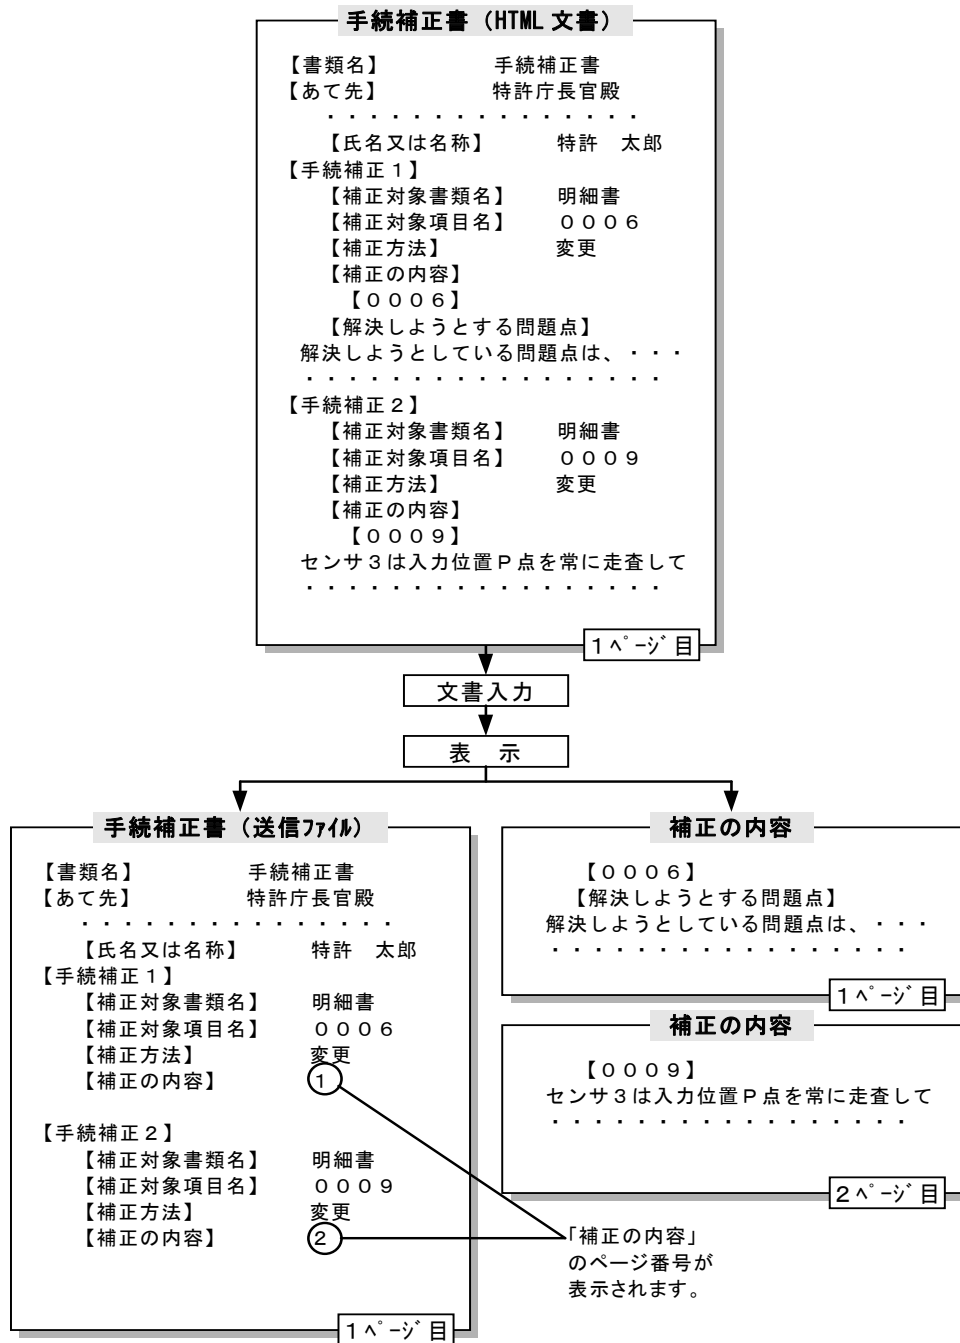 手続補正書（HTML 文書）
【書類名】　手続補正書
【あて先】　特許庁長官殿
・・・・・・・・・・・・・・・
【氏名又は名称】　特許　太郎
【手続補正１】
【補正対象書類名】　明細書
【補正対象項目名】　０００６
【補正方法】　変更
【補正の内容】
【０００６】
【解決しようとする問題点】
解決しようとしている問題点は、・・・
・・・・・・・・・・・・・・・・・
【手続補正２】
【補正対象書類名】　明細書
【補正対象項目名】　０００９
【補正方法】　変更
【補正の内容】
【０００９】
センサ３は入力位置Ｐ点を常に走査して
・・・・・・・・・・・・・・・・・
１ﾍﾟｰｼﾞ目
文書入力
表　示
手続補正書（送信ﾌｧｲﾙ）
【書類名】　手続補正書
【あて先】　特許庁長官殿
・・・・・・・・・・・・・・・
【氏名又は名称】　特許　太郎
【手続補正１】
【補正対象書類名】　明細書
【補正対象項目名】　０００６
【補正方法】　変更
【補正の内容】　１
【手続補正２】
【補正対象書類名】　明細書
【補正対象項目名】　０００９
【補正方法】　変更
【補正の内容】　２
１ﾍﾟｰｼﾞ目
補正の内容
【０００６】
【解決しようとする問題点】
解決しようとしている問題点は、・・・
・・・・・・・・・・・・・・・・・
１ﾍﾟｰｼﾞ目
補正の内容
【０００９】
センサ３は入力位置Ｐ点を常に走査して
・・・・・・・・・・・・・・・・・
２ﾍﾟｰｼﾞ目
「補正の内容」
のページ番号が
表示されます。